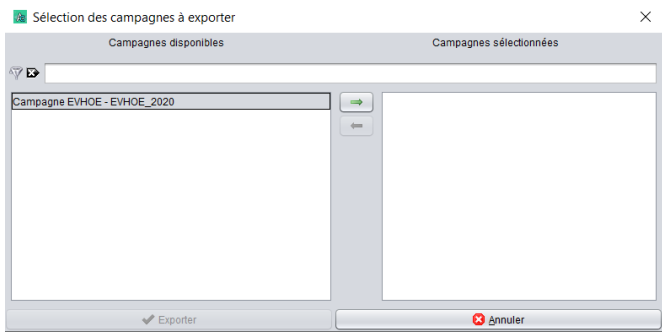 Sélection des campagnes à exporter
Campagnes disponibles
Campagnes sélectionnées
Campagne EVHOE - EVHOE_2020
Exporter
Annuler